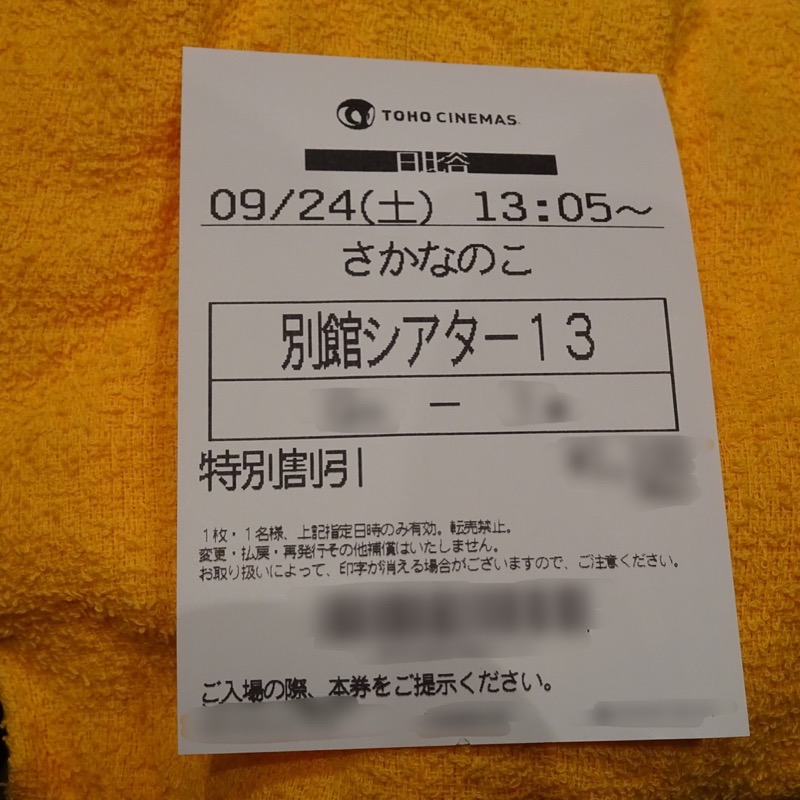 TOHO CINEMAS
日比谷
09/24(土) 13:05～
さかなのこ
別館シアター13
－
特別割引
1枚・1名様、上記指定日時のみ有効。転売禁止。
変更・払戻・再発行その他補償はいたしません。
お取り扱いによって、印字が消える場合がございますので、ご注意ください。
ご入場の際、本券をご提示ください。